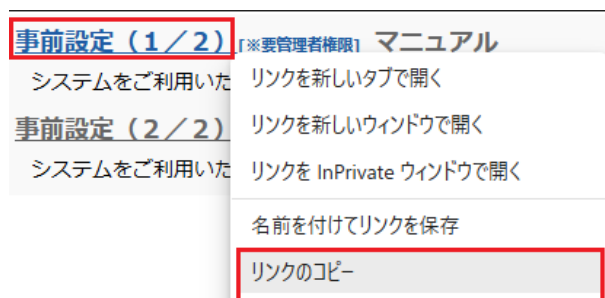 事前設定（１／２）[※要管理者権限] マニュアル
システムをご利用いた
事前設定（２／２）
システムをご利用いた
リンクを新しいタブで開く
リンクを新しいウィンドウで開く
リンクを InPrivate ウィンドウで開く
名前を付けてリンクを保存
リンクのコピー